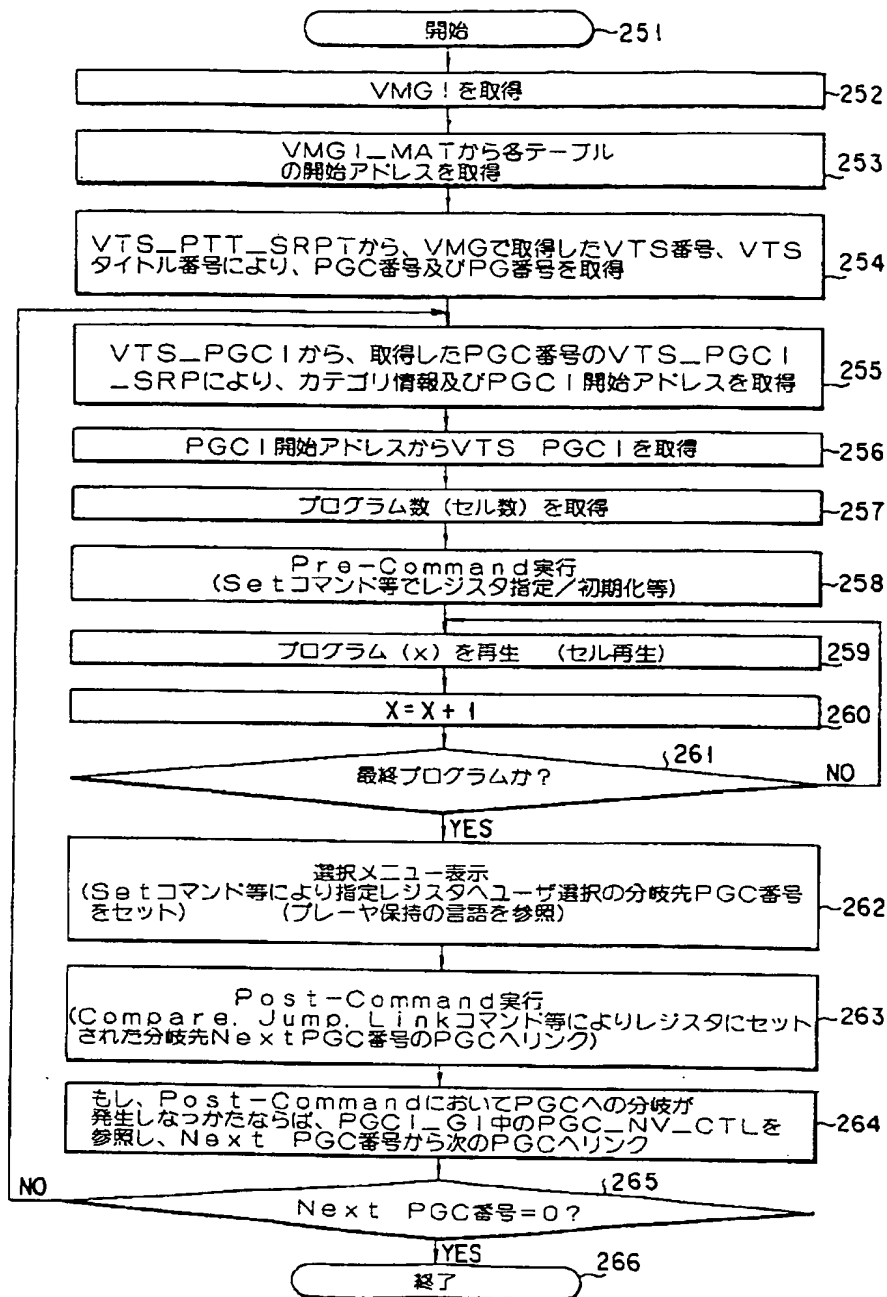 開始
251
VMGIを取得
252
VMGI_MATから各テーブル
の開始アドレスを取得
253
VTS_PTT_SRPTから、VMGで取得したVTS番号、VTS
タイトル番号により、PGC番号及びPG番号を取得
254
VTS_PGCIから、取得したPGC番号のVTS_PGCI
_SRPにより、カテゴリ情報及びPGCI開始アドレスを取得
255
PGCI開始アドレスからVTS PGCIを取得
256
プログラム数(セル数)を取得
257
Pre-Command実行
(Setコマンド等でレジスタ指定/初期化等)
258
プログラム(x)を再生 (セル再生)
259
X=X+1
260
261
最終プログラムか?
NO
YES
選択メニュー表示
(Setコマンド等により指定レジスタヘユーザ選択の分岐先PGC番号
をセット) (プレーヤ保持の言語を参照)
262
Post-Command実行
(Compare, Jump, Linkコマンド等によりレジスタにセット
された分岐先NextPGC番号のPGCへリンク)
263
もし、Post-CommandにおいてPGCへの分岐が
発生しなっかたならば、PGCI_GI中のPGC_NV_CTLを
参照し、Next PGC番号から次のPGCへリンク
264
265
NO
Next PGC番号=0?
YES
終了
266